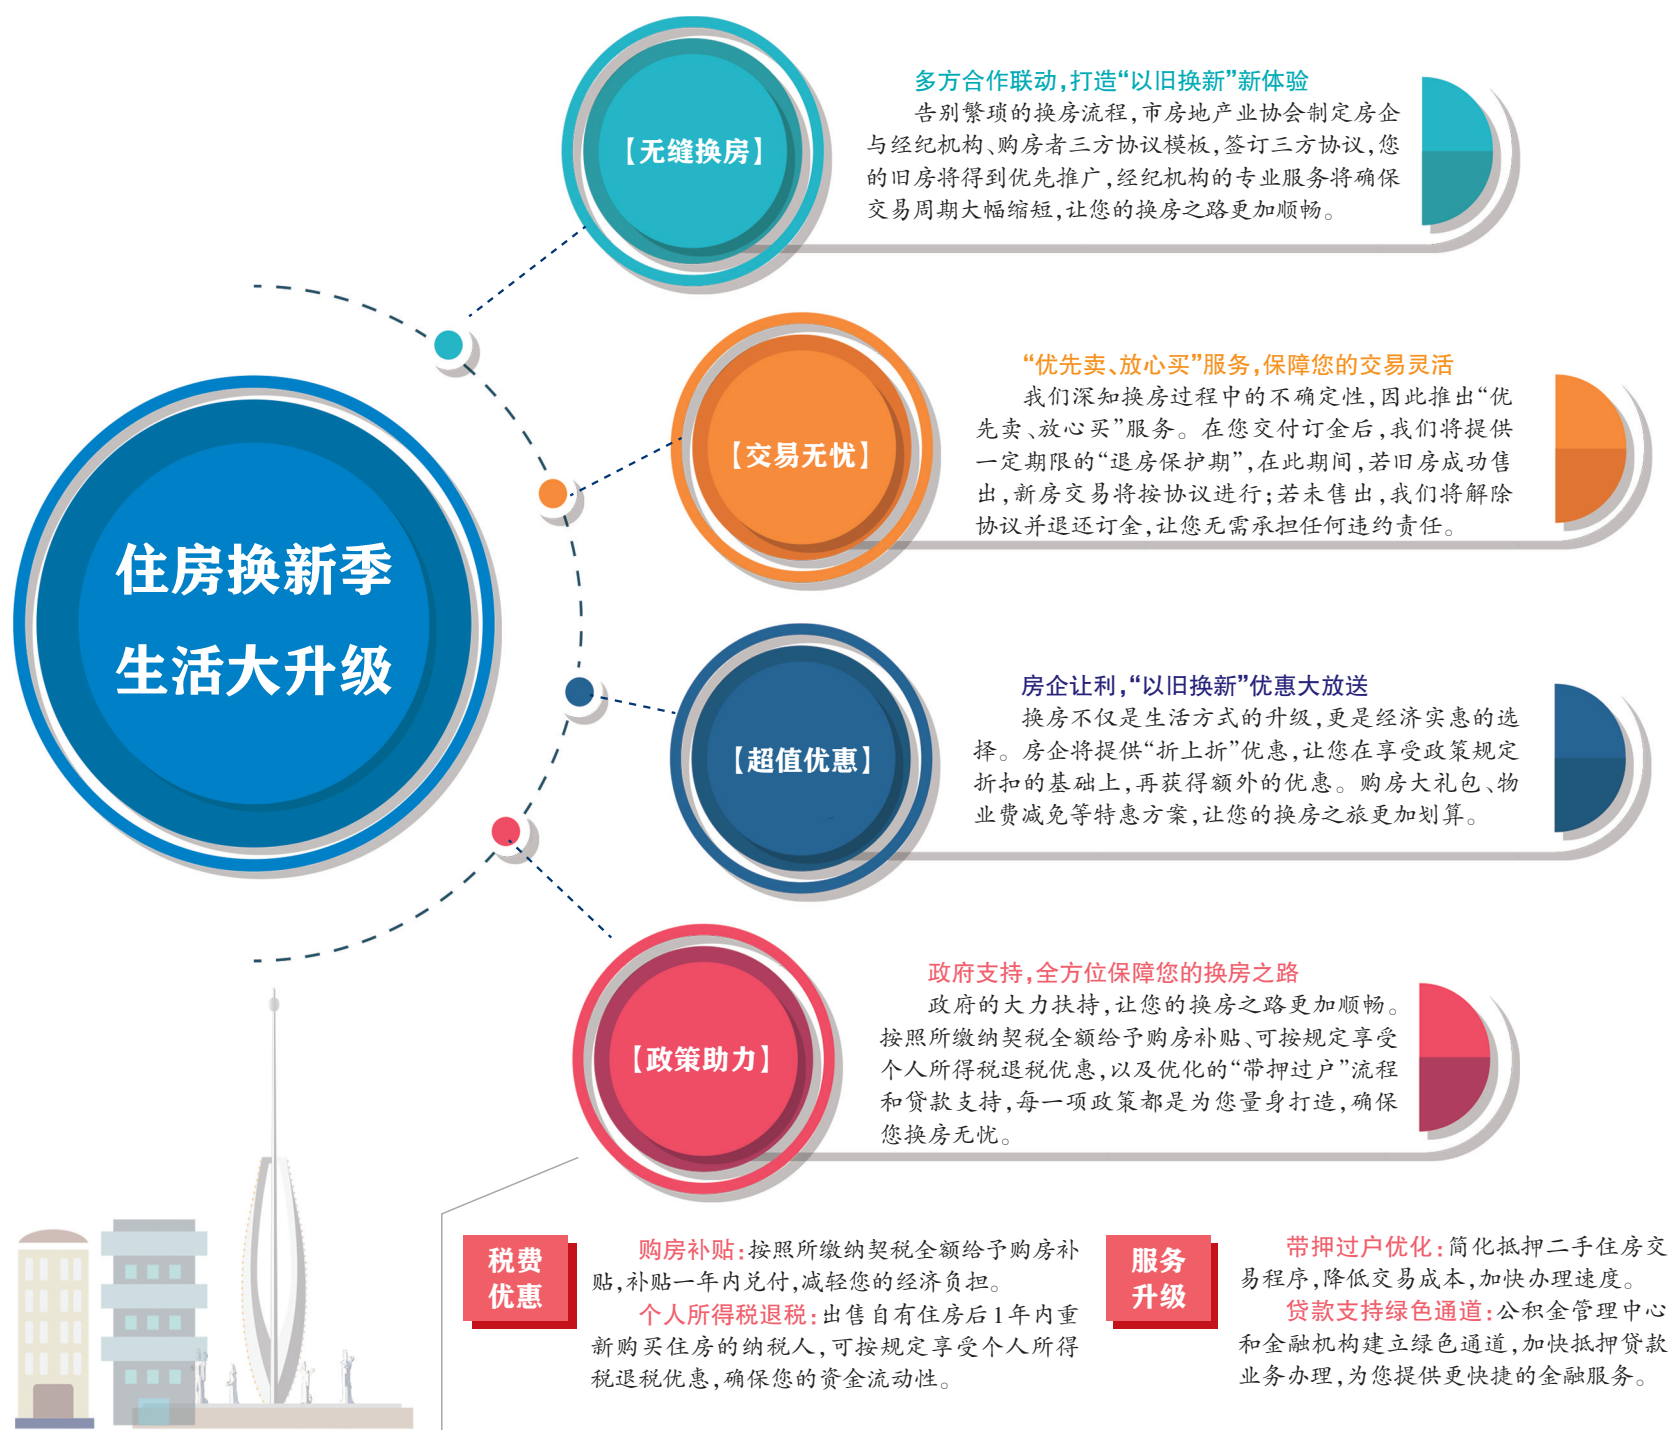 住房换新季
生活大升级
【无缝换房】
多方合作联动,打造“以旧换新”新体验
告别繁琐的换房流程,市房地产业协会制定房企
与经纪机构、购房者三方协议模板,签订三方协议,您
的旧房将得到优先推广,经纪机构的专业服务将确保
交易周期大幅缩短,让您的换房之路更加顺畅。
【交易无忧】
“优先卖、放心买”服务,保障您的交易灵活
我们深知换房过程中的不确定性,因此推出“优
先卖、放心买”服务。在您交付订金后,我们将提供
一定期限的“退房保护期”,在此期间,若旧房成功售
出,新房交易将按协议进行;若未售出,我们将解除
协议并退还订金,让您无需承担任何违约责任。
【超值优惠】
房企让利,“以旧换新”优惠大放送
换房不仅是生活方式的升级,更是经济实惠的选
择。房企将提供“折上折”优惠,让您在享受政策规定
折扣的基础上,再获得额外的优惠。购房大礼包、物
业费减免等特惠方案,让您的换房之旅更加划算。
【政策助力】
政府支持,全方位保障您的换房之路
政府的大力扶持,让您的换房之路更加顺畅。
按照所缴纳契税全额给予购房补贴、可按规定享受
个人所得税退税优惠,以及优化的“带押过户”流程
和贷款支持,每一项政策都是为您量身打造,确保
您换房无忧。
税费
优惠
购房补贴:按照所缴纳契税全额给予购房补
贴,补贴一年内兑付,减轻您的经济负担。
个人所得税退税:出售自有住房后1年内重
新购买住房的纳税人,可按规定享受个人所得
税退税优惠,确保您的资金流动性。
服务
升级
带押过户优化:简化抵押二手住房交
易程序,降低交易成本,加快办理速度。
贷款支持绿色通道:公积金管理中心
和金融机构建立绿色通道,加快抵押贷款
业务办理,为您提供更快捷的金融服务。